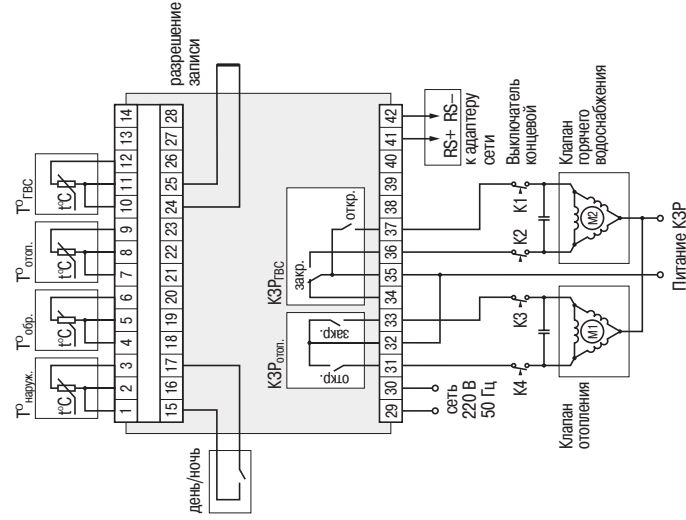 разрешение
записи
Т°наруж.
Т°обр.
Т°отоп.
Т°ГВС
t°C
t°C
t°C
t°C
1 2 3 4 5 6 7 8 9 10 11 12 13 14
15 16 17 18 19 20 21 22 23 24 25 26 27 28
день/ночь
КЗРотоп.
откр.
закр.
КЗРГВС
закр.
откр.
29 30 31 32 33 34 35 36 37 38 39 40 41 42
сеть
220 В
50 Гц
RS+ RS–
к адаптеру
сети
K4
K3
K2
K1
Выключатель
концевой
Клапан
отопления
M1
Клапан
горячего
водоснабжения
M2
Питание КЗР